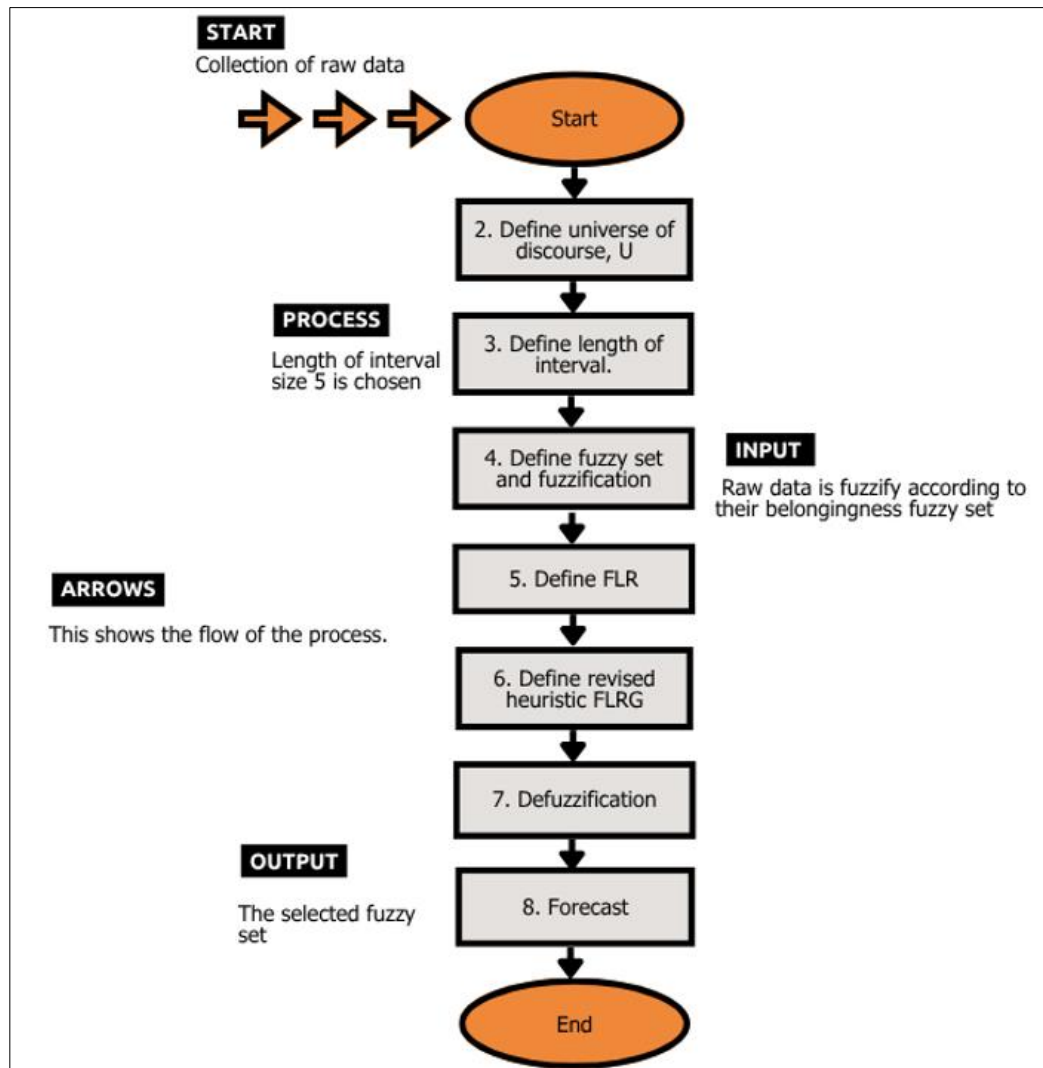 START
Collection of raw data
Start
2. Define universe of
discourse, U
PROCESS
Length of interval
size 5 is chosen
3. Define length of
interval.
4. Define fuzzy set
and fuzzification
INPUT
Raw data is fuzzify according to
their belongingness fuzzy set
5. Define FLR
ARROWS
This shows the flow of the process.
6. Define revised
heuristic FLRG
7. Defuzzification
OUTPUT
The selected fuzzy
set
8. Forecast
End